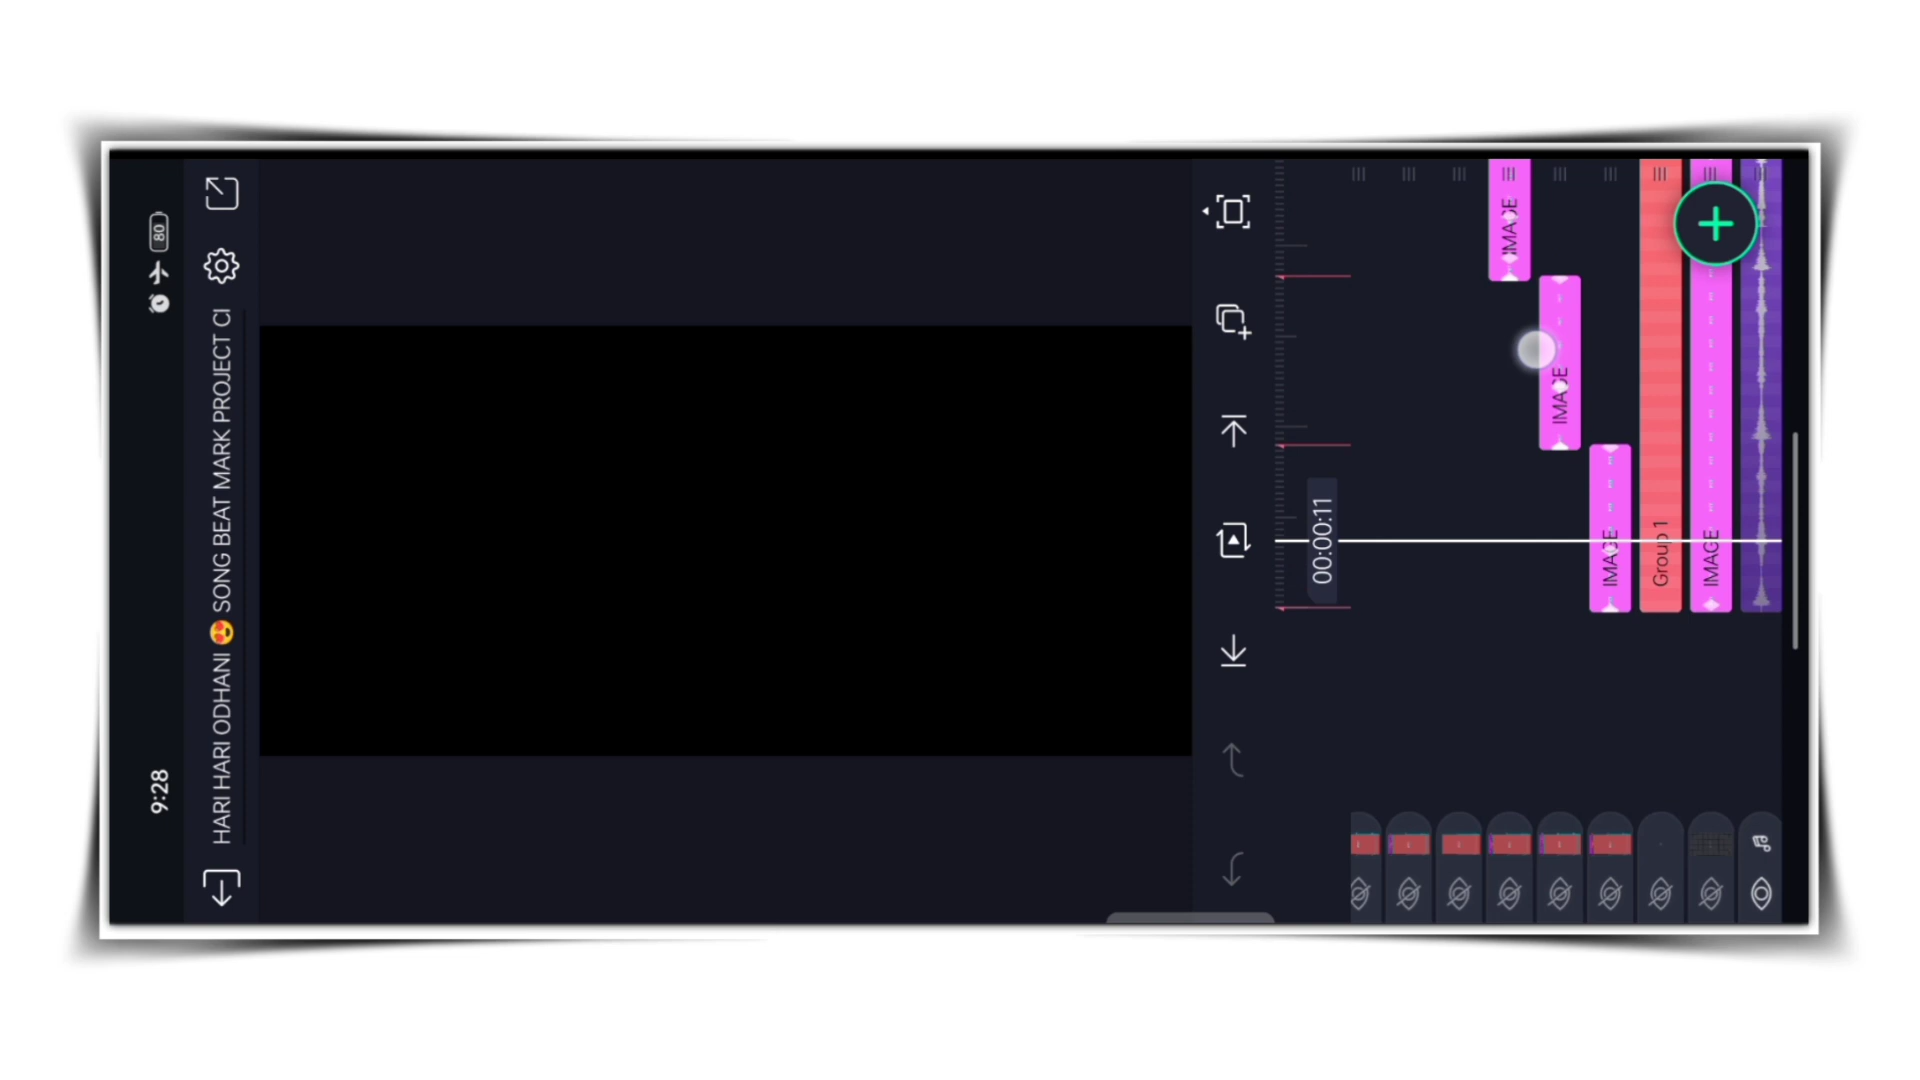 9:28
80
HARI HARI ODHANI 😍 SONG BEAT MARK PROJECT CI
00:00:11
IMAGE
IMAGE
IMAGE
Group 1
IMAGE